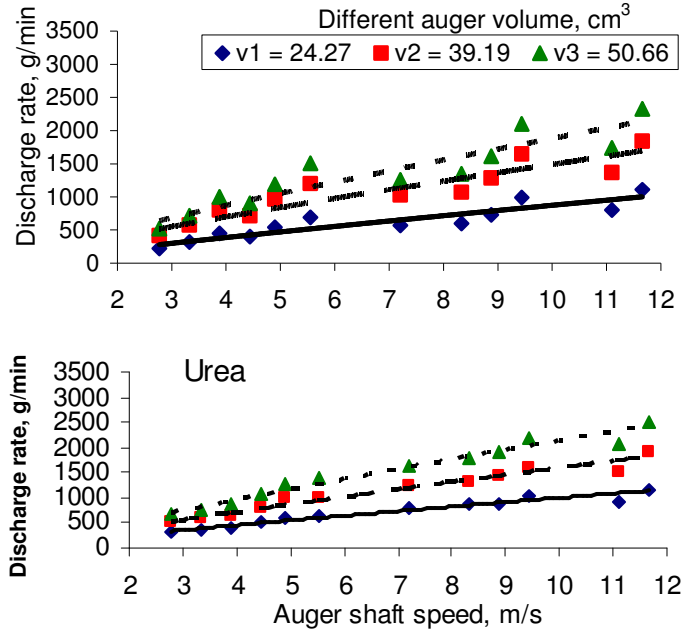 Different auger volume, cm³
v1 = 24.27 v2 = 39.19 v3 = 50.66
Discharge rate, g/min
3500
3000
2500
2000
1500
1000
500
0
2 3 4 5 6 7 8 9 10 11 12
Urea
Discharge rate, g/min
3500
3000
2500
2000
1500
1000
500
0
2 3 4 5 6 7 8 9 10 11 12
Auger shaft speed, m/s